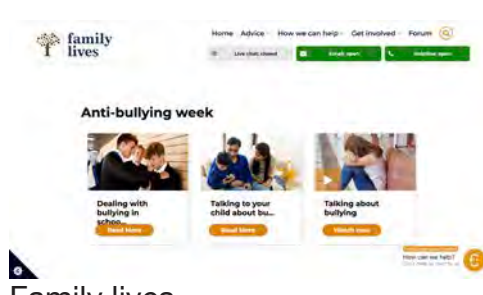 family
lives
Home Advice How we can help Get involved Forum
Live chat closed Email open Helpline open
Anti-bullying week
Dealing with
bullying in
schoo...
Read More
Talking to your
child about bu...
Read More
Talking about
bullying
Watch now
How can we help?
Family lives